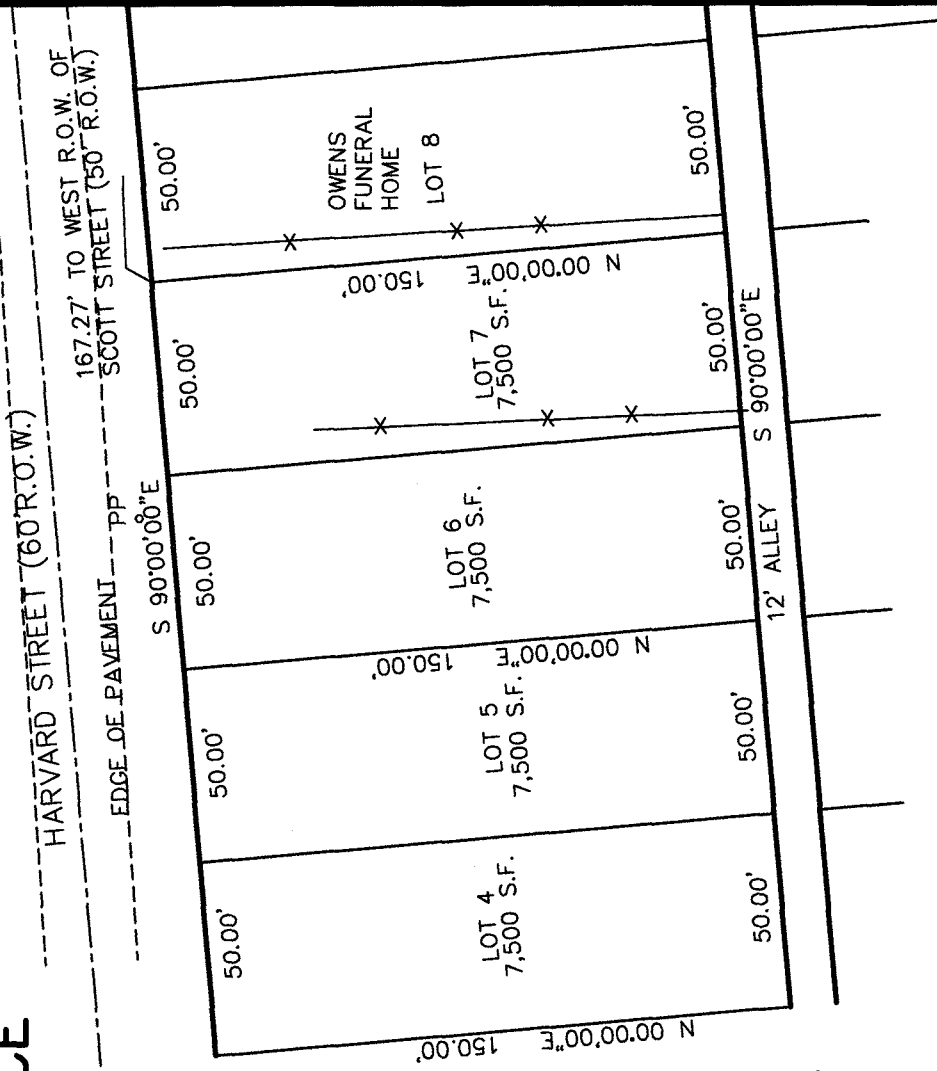 HARVARD STREET (60'R.O.W.)
167.27' TO WEST R.O.W. OF
SCOTT STREET (50' R.O.W.)
EDGE OF PAVEMENT
PP
S 90°00'00"E
50.00'
50.00'
50.00'
50.00'
50.00'
LOT 4
7,500 S.F.
LOT 5
7,500 S.F.
LOT 6
7,500 S.F.
LOT 7
7,500 S.F.
OWENS
FUNERAL
HOME
LOT 8
N 00°00'00"E 150.00'
N 00°00'00"E 150.00'
N 00°00'00"E 150.00'
50.00'
50.00'
50.00'
50.00'
50.00'
12' ALLEY
S 90°00'00"E